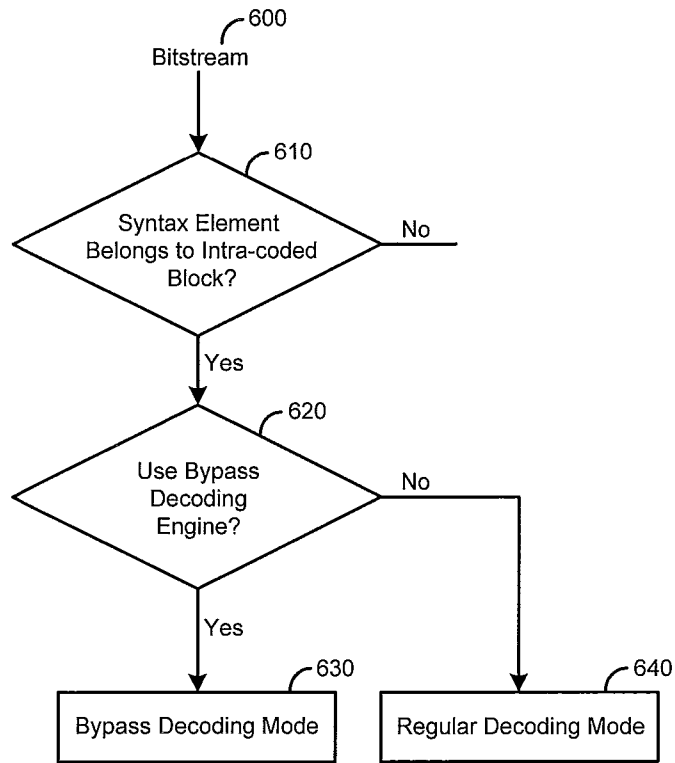 600
Bitstream
610
Syntax Element
Belongs to Intra-coded
Block?
No
Yes
620
Use Bypass
Decoding
Engine?
No
Yes
630
Bypass Decoding Mode
640
Regular Decoding Mode